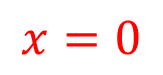 x = 0